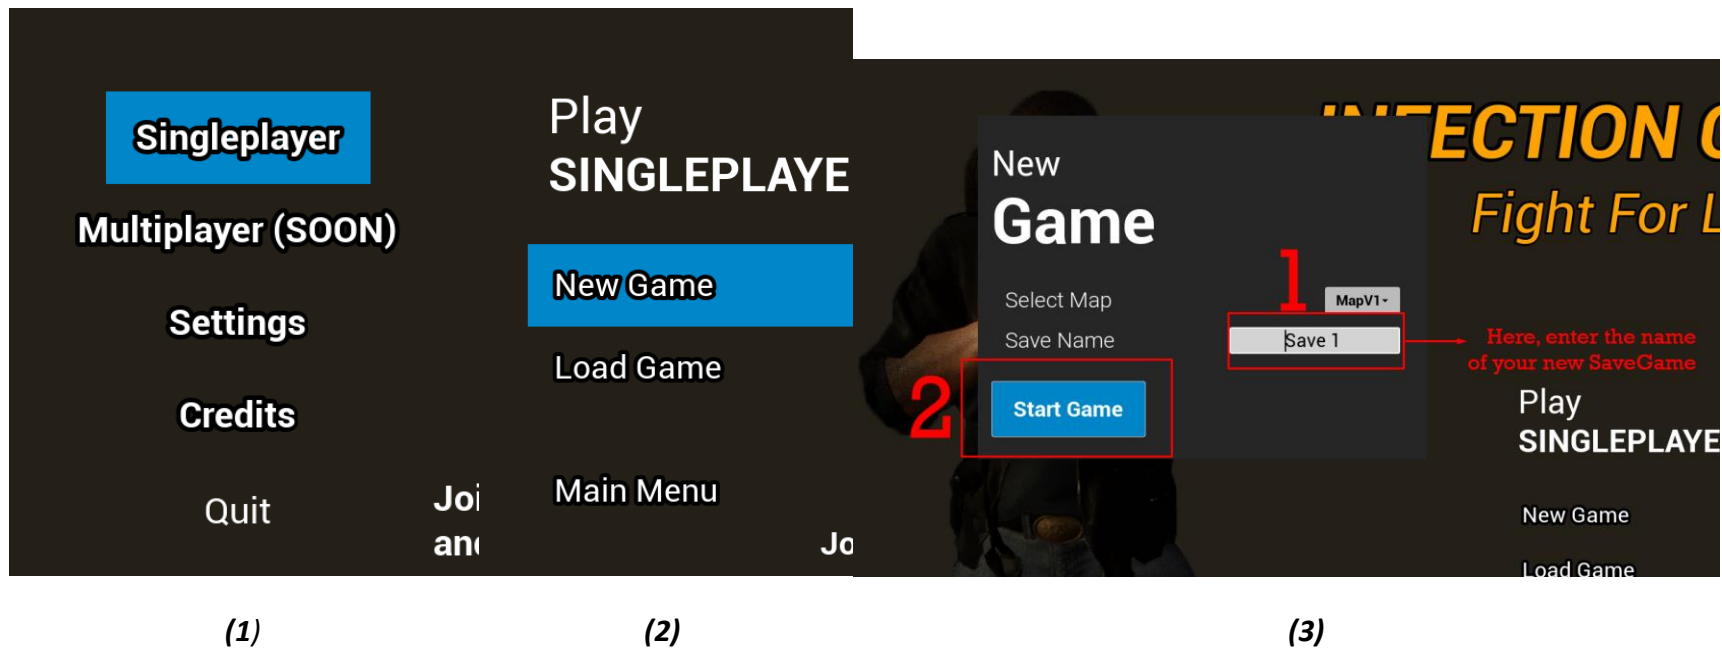 Singleplayer
Multiplayer (SOON)
Settings
Credits
Quit
Play
SINGLEPLAYE
New Game
Load Game
Main Menu
New
Game
Select Map
MapV1
Save Name
Save 1
Start Game
1
2
Here, enter the name
of your new SaveGame
Fight For L
Play
SINGLEPLAYE
New Game
Load Game
(1)
(2)
(3)